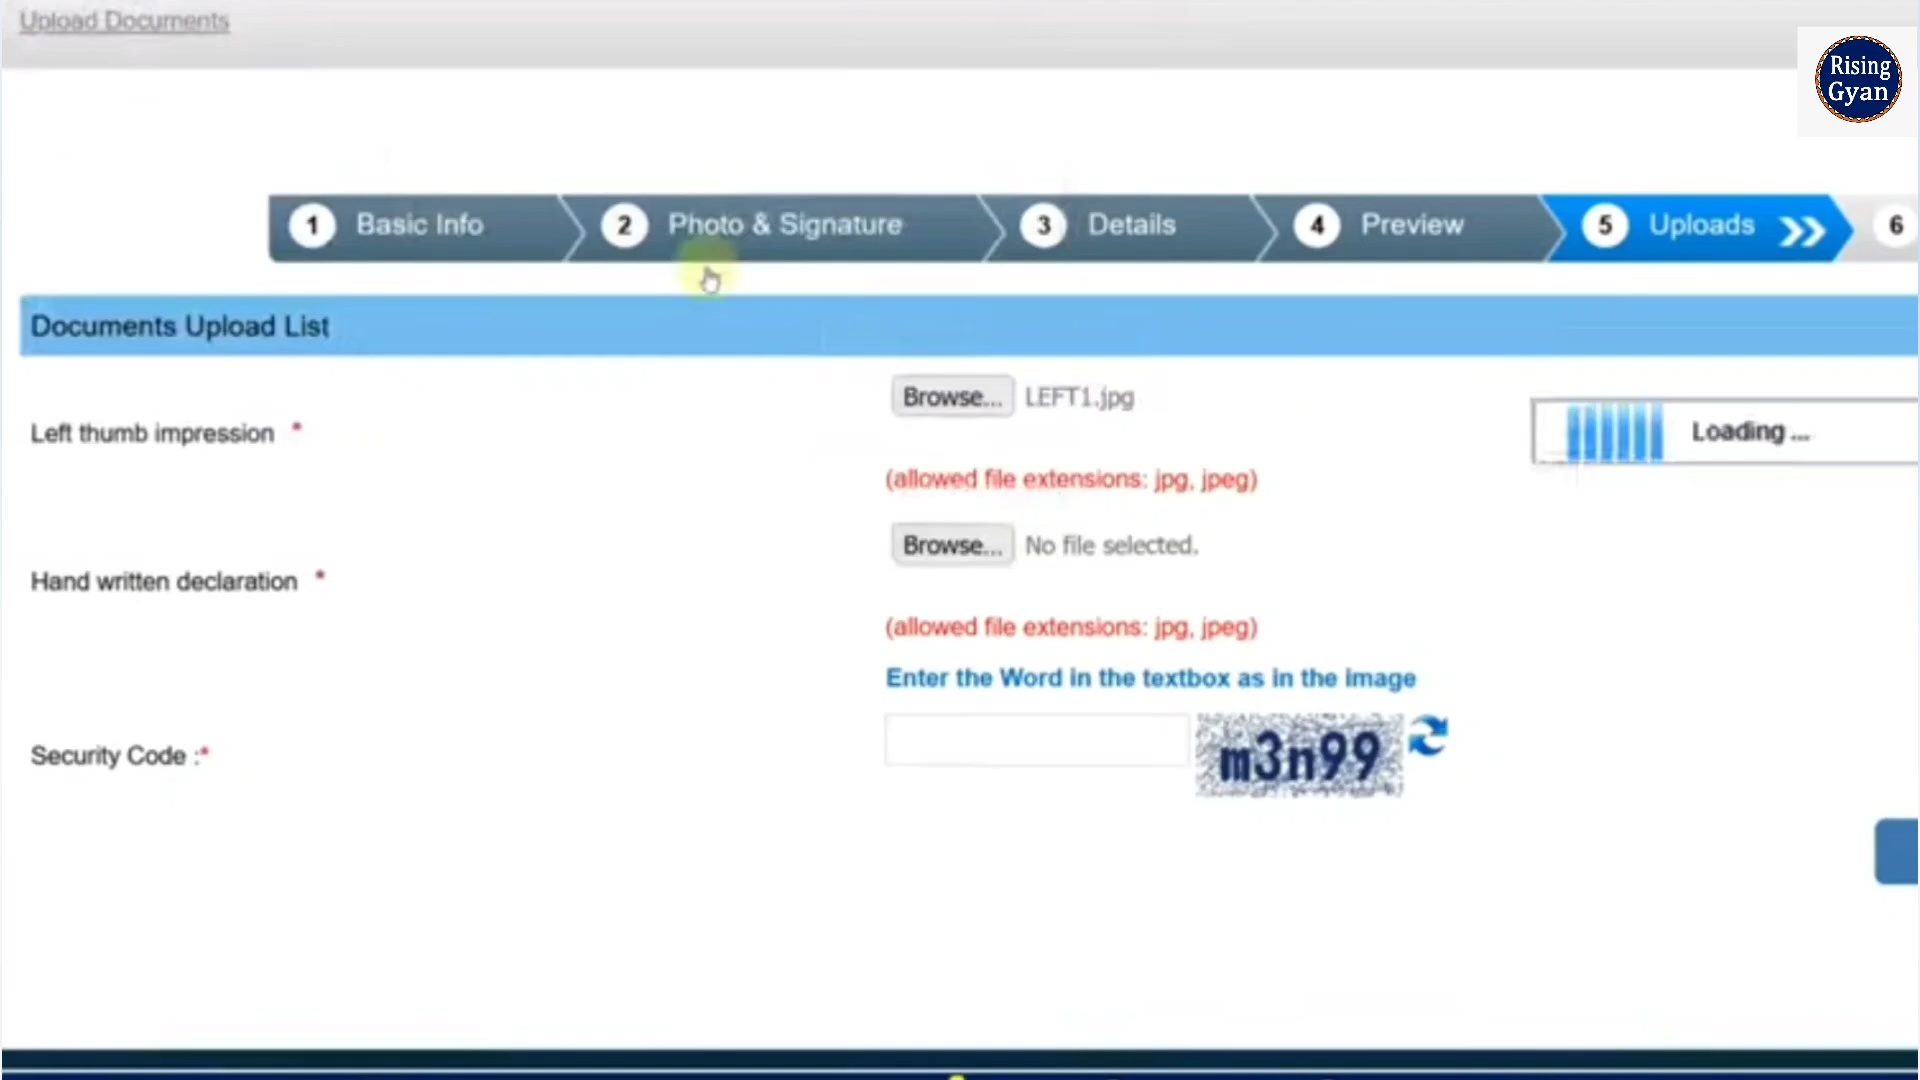 Upload Documents
Rising
Gyan
1 Basic Info 2 Photo & Signature 3 Details 4 Preview 5 Uploads 6
Documents Upload List
Left thumb impression * Browse... LEFT1.jpg Loading ...
(allowed file extensions: jpg, jpeg)
Hand written declaration * Browse... No file selected.
(allowed file extensions: jpg, jpeg)
Enter the Word in the textbox as in the image
Security Code :* m3n99